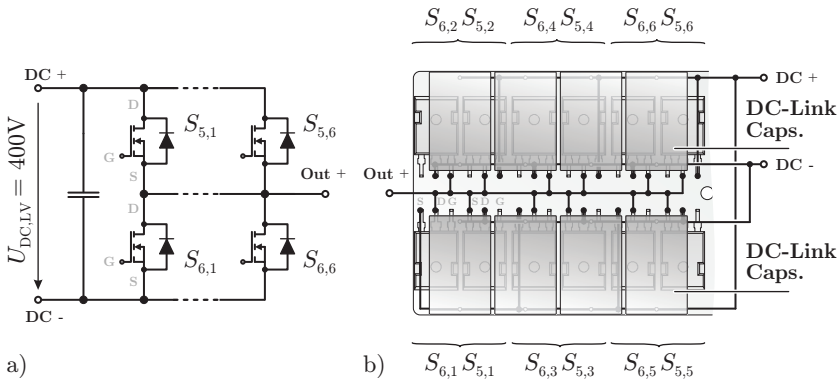 S6,2 S5,2 S6,4 S5,4 S6,6 S5,6
DC +
D
S5,1
S5,6
G
S
Out +
UDC,LV = 400V
D
S6,1
S6,6
G
S
DC -
a)
DC +
DC-Link
Caps.
DC -
Out +
S D G S D G
DC-Link
Caps.
b)
S6,1 S5,1 S6,3 S5,3 S6,5 S5,5